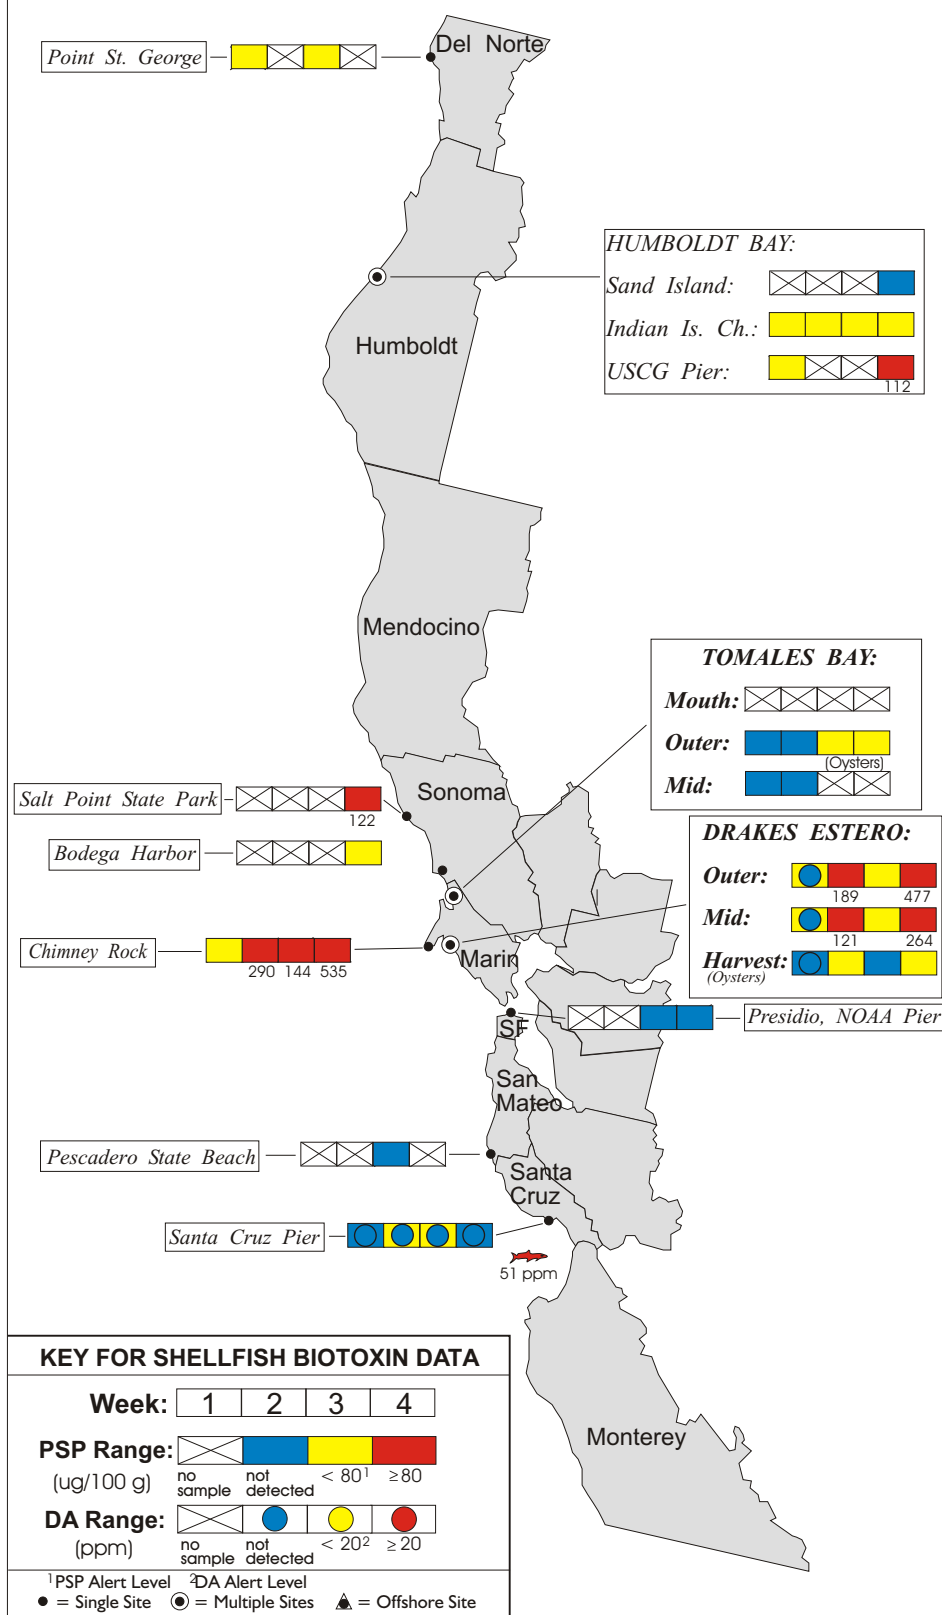 Del Norte
Point St. George
HUMBOLDT BAY:
Sand Island:
Indian Is. Ch.:
USCG Pier:
112
Humboldt
Mendocino
TOMALES BAY:
Mouth:
Outer:
(Oysters)
Mid:
Sonoma
Salt Point State Park
122
Bodega Harbor
DRAKES ESTERO:
Outer:
189 477
Mid:
121 264
Harvest:
(Oysters)
Chimney Rock
290 144 535
Marin
Presidio, NOAA Pier
SF
San
Mateo
Pescadero State Beach
Santa
Cruz
Santa Cruz Pier
51 ppm
Monterey
KEY FOR SHELLFISH BIOTOXIN DATA
Week: 1 2 3 4
PSP Range:
(ug/100 g)
no sample not detected < 80¹ ≥80
DA Range:
(ppm)
no sample not detected < 20² ≥ 20
¹PSP Alert Level ²DA Alert Level
= Single Site = Multiple Sites = Offshore Site